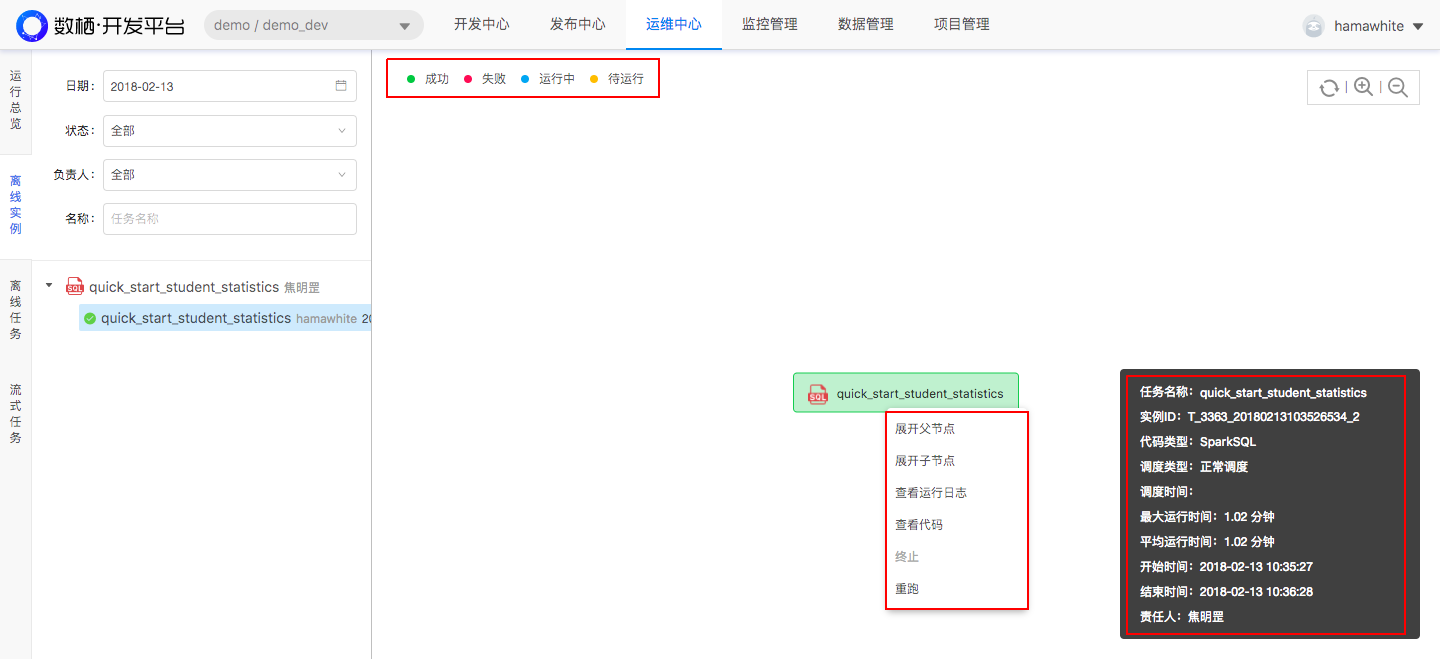 数栖·开发平台
demo / demo_dev
开发中心
发布中心
运维中心
监控管理
数据管理
项目管理
hamawhite
运行总览
离线实例
离线任务
流式任务
日期：
2018-02-13
状态：
全部
负责人：
全部
名称：
任务名称
quick_start_student_statistics 焦明罡
quick_start_student_statistics hamawhite 20
成功 失败 运行中 待运行
quick_start_student_statistics
展开父节点
展开子节点
查看运行日志
查看代码
终止
重跑
任务名称：quick_start_student_statistics
实例ID：T_3363_20180213103526534_2
代码类型：SparkSQL
调度类型：正常调度
调度时间：
最大运行时间：1.02 分钟
平均运行时间：1.02 分钟
开始时间：2018-02-13 10:35:27
结束时间：2018-02-13 10:36:28
责任人：焦明罡